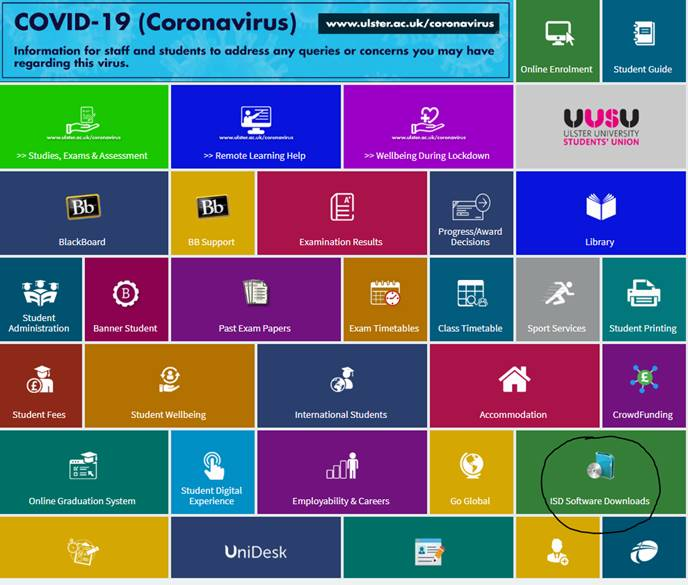 COVID-19 (Coronavirus)
www.ulster.ac.uk/coronavirus
Information for staff and students to address any queries or concerns you may have
regarding this virus.
Online Enrolment
Student Guide
www.ulster.ac.uk/coronavirus
>> Studies, Exams & Assessment
www.ulster.ac.uk/coronavirus
>> Remote Learning Help
www.ulster.ac.uk/coronavirus
>> Wellbeing During Lockdown
UUSU
ULSTER UNIVERSITY
STUDENTS' UNION
Bb
BlackBoard
Bb
BB Support
A+
Examination Results
Progress/Award
Decisions
Library
Student
Administration
B
Banner Student
Past Exam Papers
Exam Timetables
Class Timetable
Sport Services
Student Printing
£
Student Fees
Student Wellbeing
International Students
Accommodation
£
CrowdFunding
Online Graduation System
Student Digital
Experience
Employability & Careers
Go Global
ISD Software Downloads
UniDesk